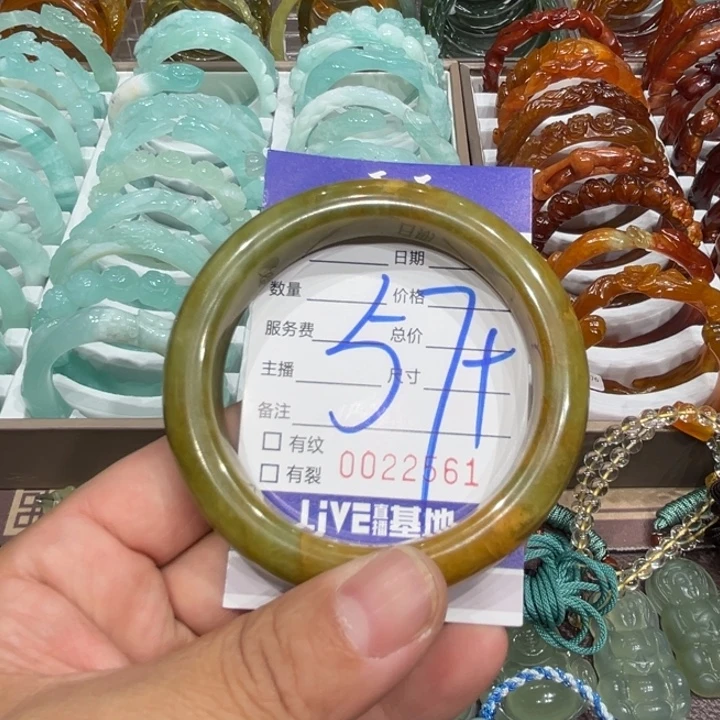 日期
数量 价格
服务费 总价
主播 尺寸
57+
备注
有纹
有裂 0022561
LiVE直播基地